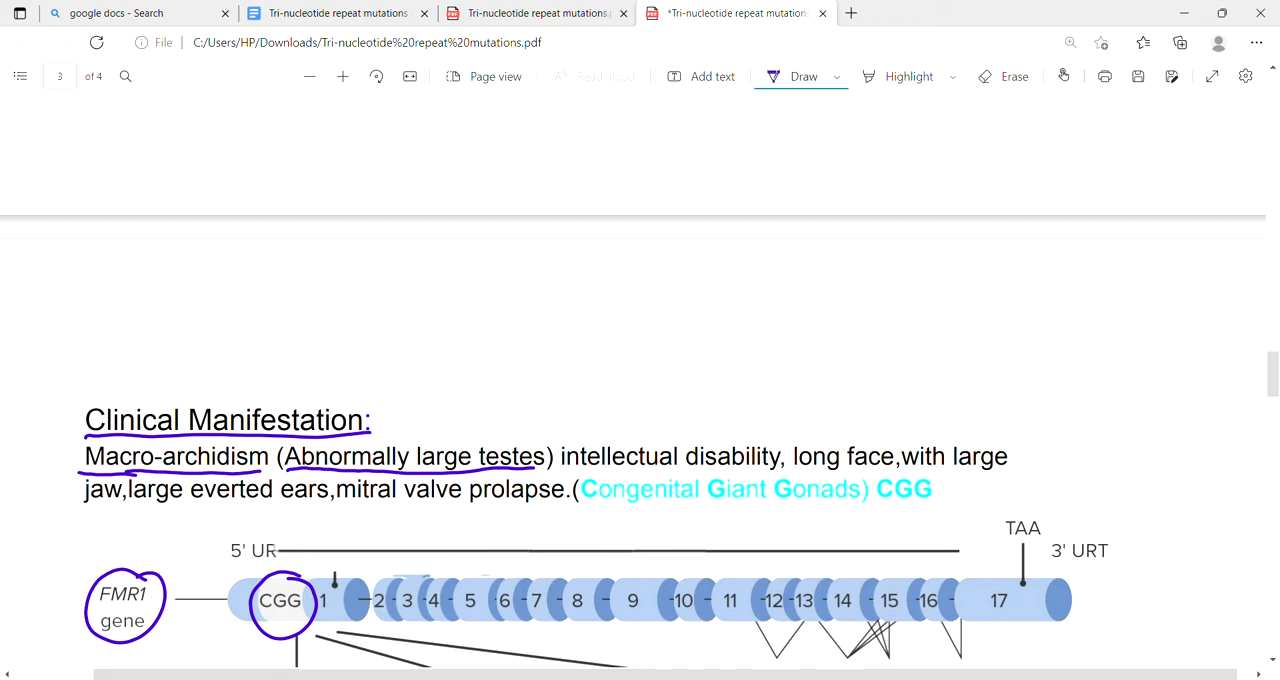 google docs - Search
Tri-nucleotide repeat mutations
Tri-nucleotide repeat mutations.
*Tri-nucleotide repeat mutation
File
C:/Users/HP/Downloads/Tri-nucleotide%20repeat%20mutations.pdf
3 of 4
Page view
Read aloud
Add text
Draw
Highlight
Erase
Clinical Manifestation:
Macro-archidism (Abnormally large testes) intellectual disability, long face,with large
jaw,large everted ears,mitral valve prolapse.(Congenital Giant Gonads) CGG
TAA
5' UR
3' URT
FMR1
gene
CGG 1 2 3 4 5 6 7 8 9 10 11 12 13 14 15 16 17